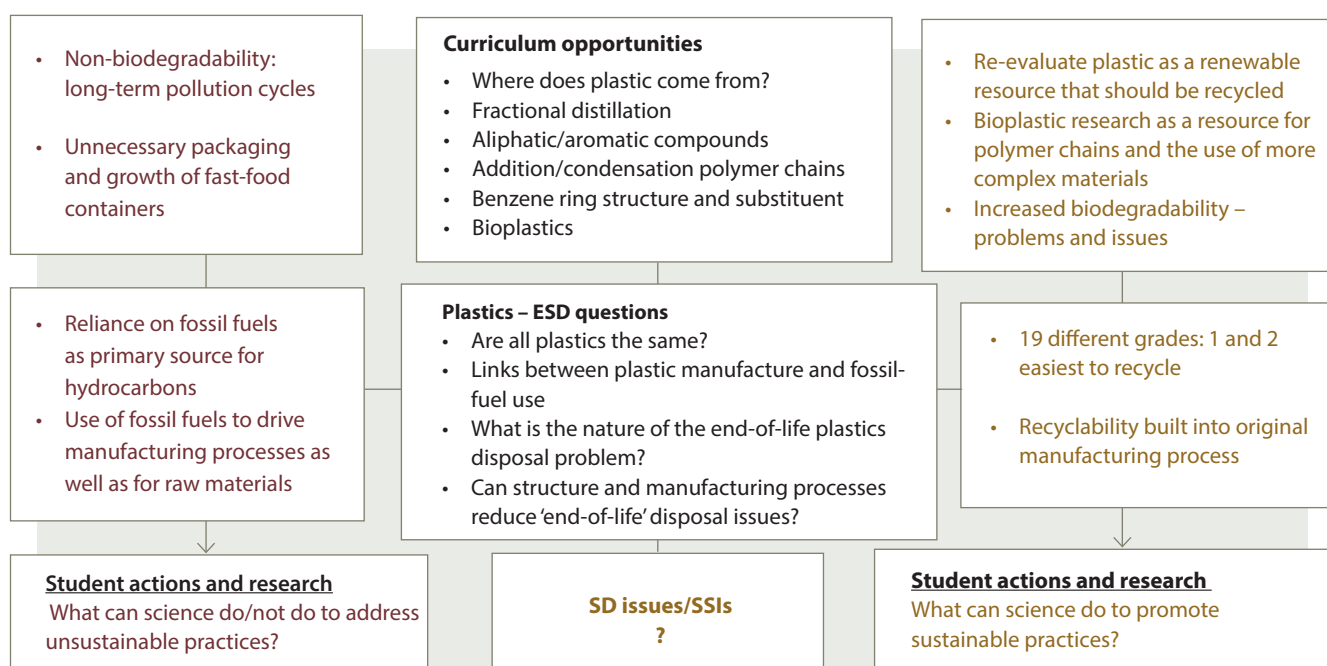 • Non-biodegradability:
long-term pollution cycles
• Unnecessary packaging
and growth of fast-food
containers
Curriculum opportunities
• Where does plastic come from?
• Fractional distillation
• Aliphatic/aromatic compounds
• Addition/condensation polymer chains
• Benzene ring structure and substituent
• Bioplastics
• Re-evaluate plastic as a renewable
resource that should be recycled
• Bioplastic research as a resource for
polymer chains and the use of more
complex materials
• Increased biodegradability –
problems and issues
• Reliance on fossil fuels
as primary source for
hydrocarbons
• Use of fossil fuels to drive
manufacturing processes as
well as for raw materials
Plastics – ESD questions
• Are all plastics the same?
• Links between plastic manufacture and fossil-
fuel use
• What is the nature of the end-of-life plastics
disposal problem?
• Can structure and manufacturing processes
reduce ‘end-of-life’ disposal issues?
• 19 different grades: 1 and 2
easiest to recycle
• Recyclability built into original
manufacturing process
Student actions and research
What can science do/not do to address
unsustainable practices?
SD issues/SSIs
?
Student actions and research
What can science do to promote
sustainable practices?